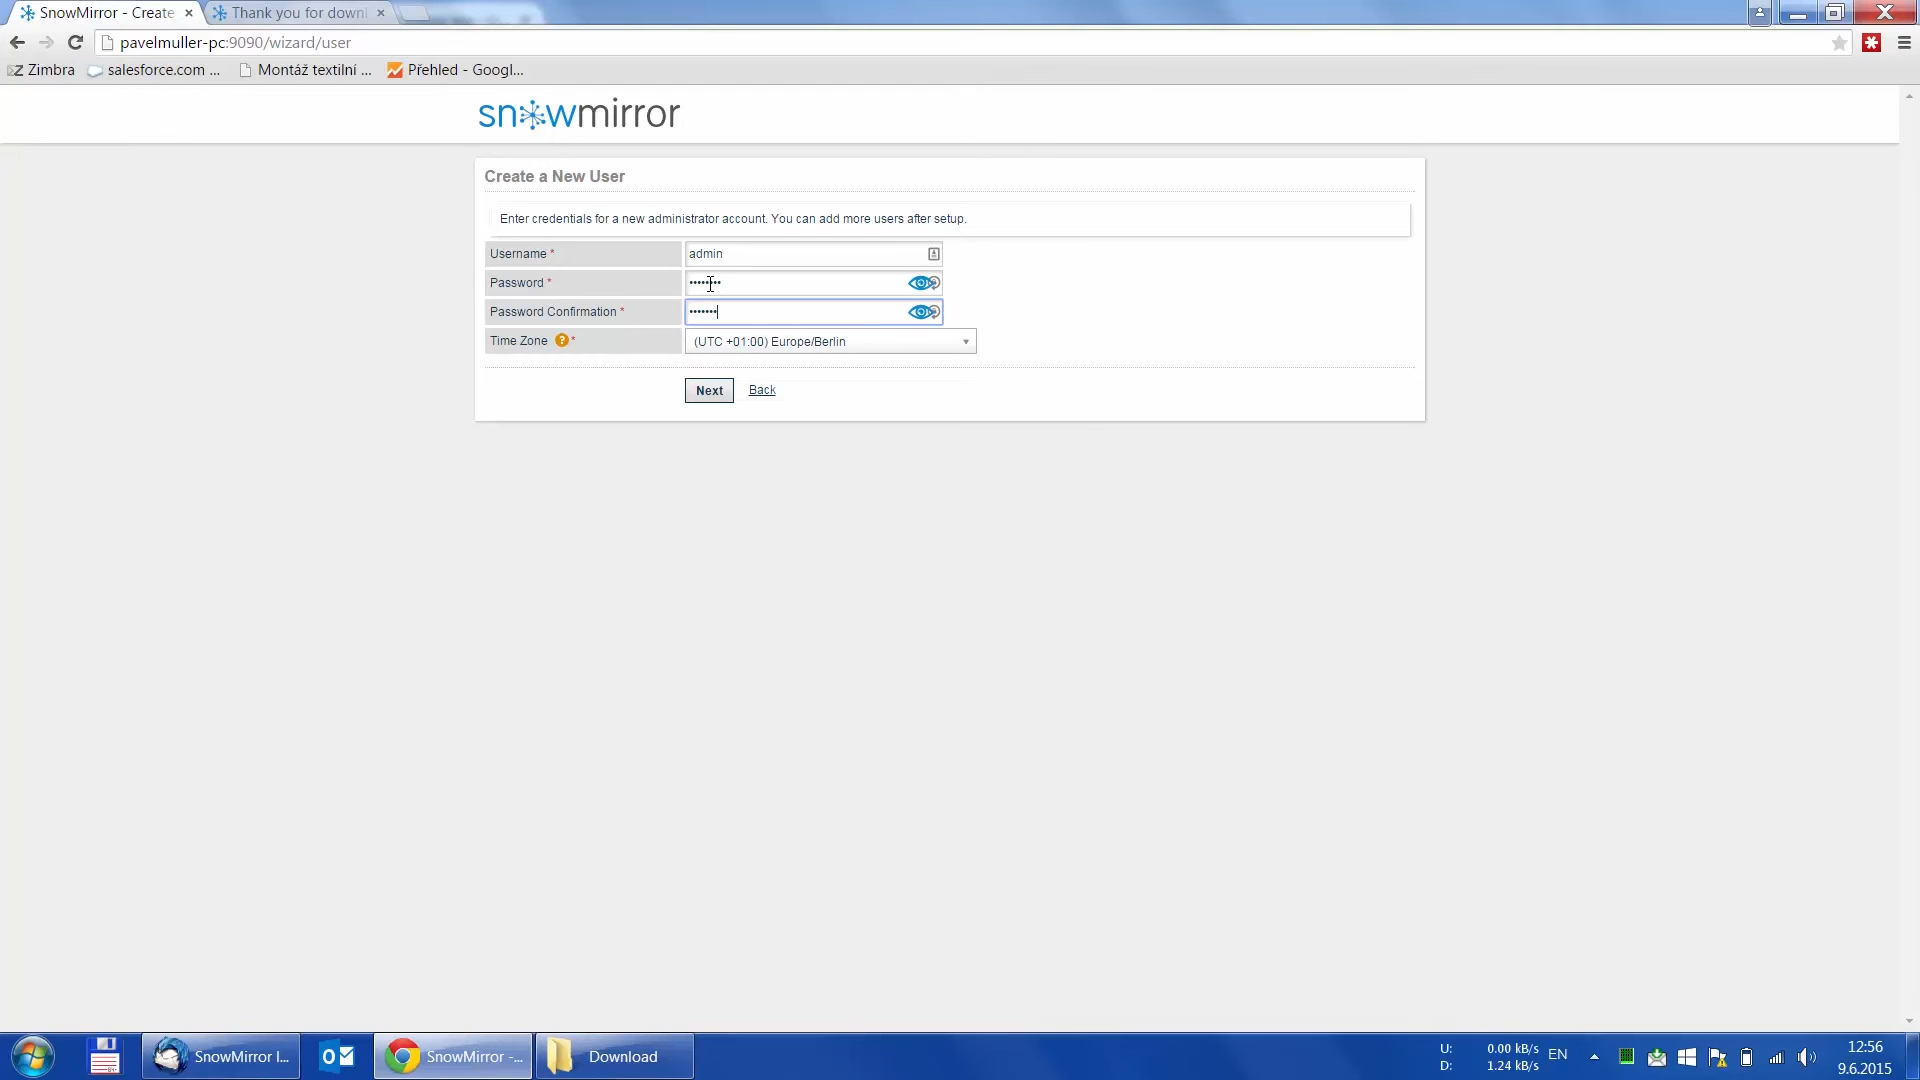 SnowMirror - Create
Thank you for downl
pavelmuller-pc:9090/wizard/user
Zimbra
salesforce.com ...
Montáž textilní ...
Přehled - Googl...
snowmirror
Create a New User
Enter credentials for a new administrator account. You can add more users after setup.
Username *
admin
Password *
••••••••
Password Confirmation *
•••••••
Time Zone ? *
(UTC +01:00) Europe/Berlin
Next
Back
SnowMirror I...
SnowMirror -...
Download
U: 0.00 kB/s
D: 1.24 kB/s
EN
12:56
9.6.2015